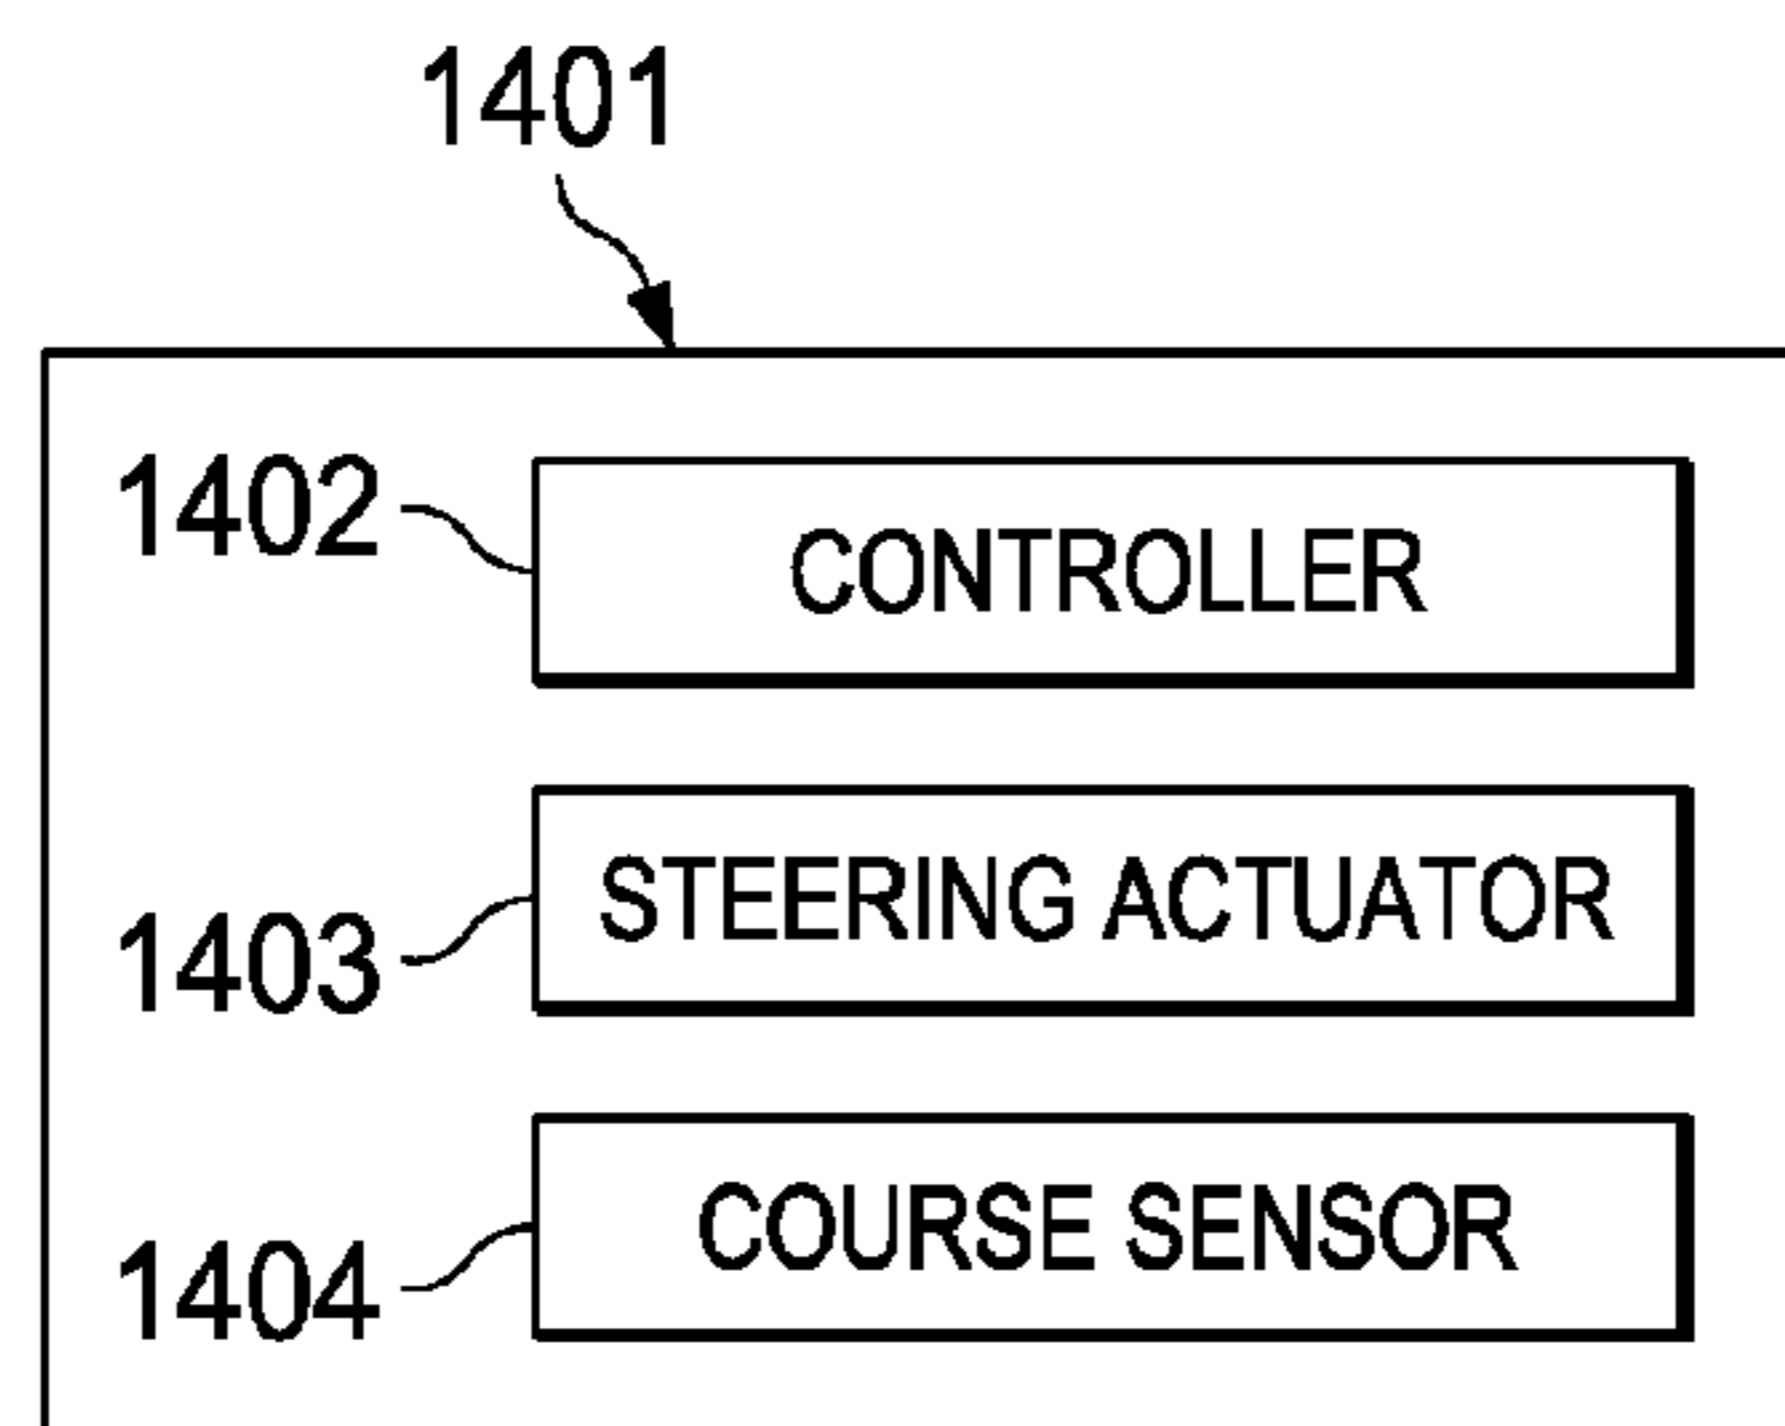 1401
1402
CONTROLLER
1403
STEERING ACTUATOR
1404
COURSE SENSOR